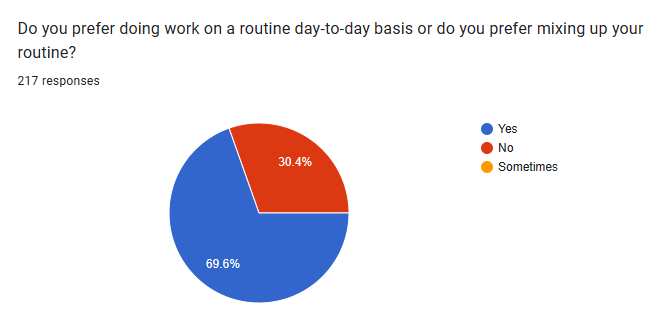 Do you prefer doing work on a routine day-to-day basis or do you prefer mixing up your
routine?
217 responses
Yes
No
Sometimes
30.4%
69.6%